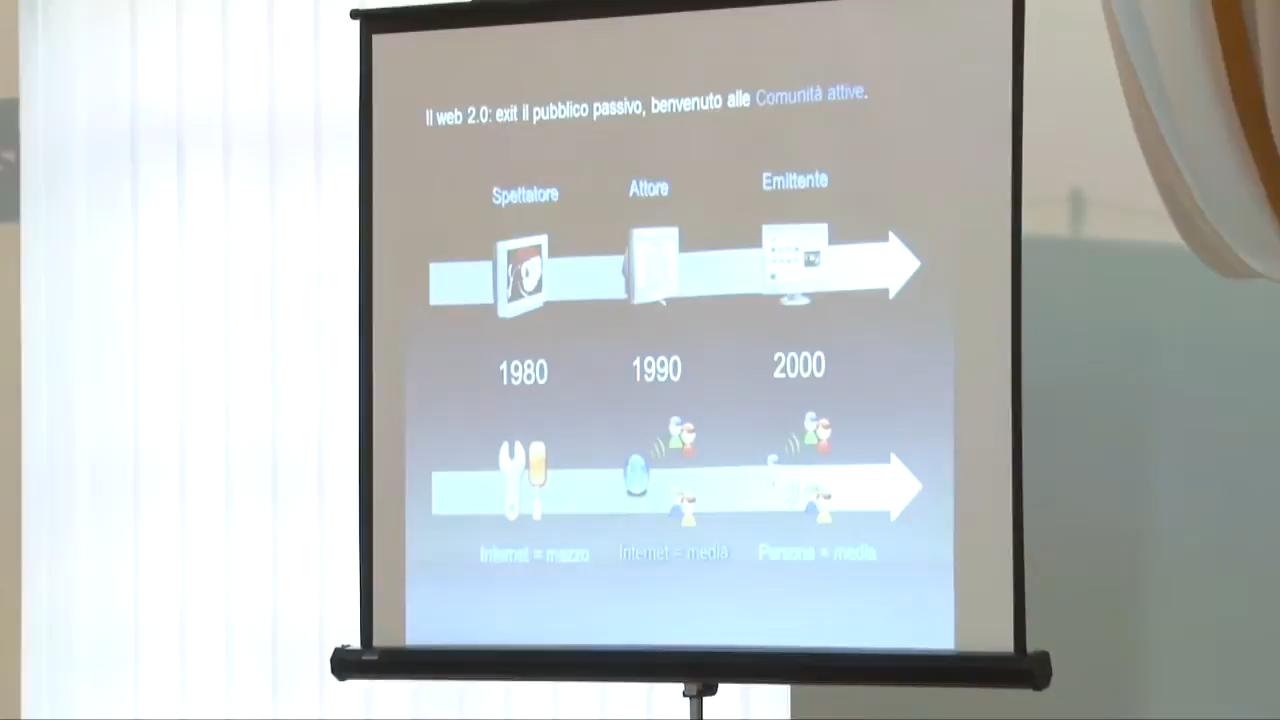 Il web 2.0: exit il pubblico passivo, benvenuto alle Comunità attive.
Spettatore Attore Emittente
1980 1990 2000
Internet = mezzo Internet = media Persona = media